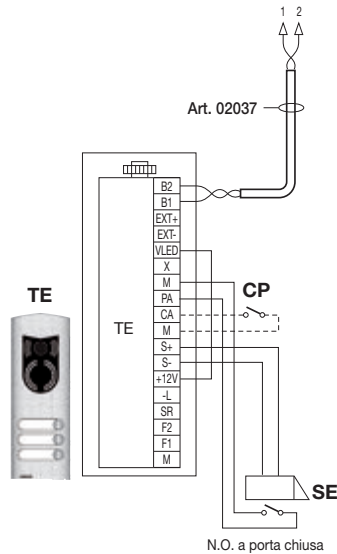 1 2
Art. 02037
B2
B1
EXT+
EXT-
VLED
X
M
PA
CA
M
S+
S-
+12V
-L
SR
F2
F1
M
TE
TE
CP
SE
N.O. a porta chiusa